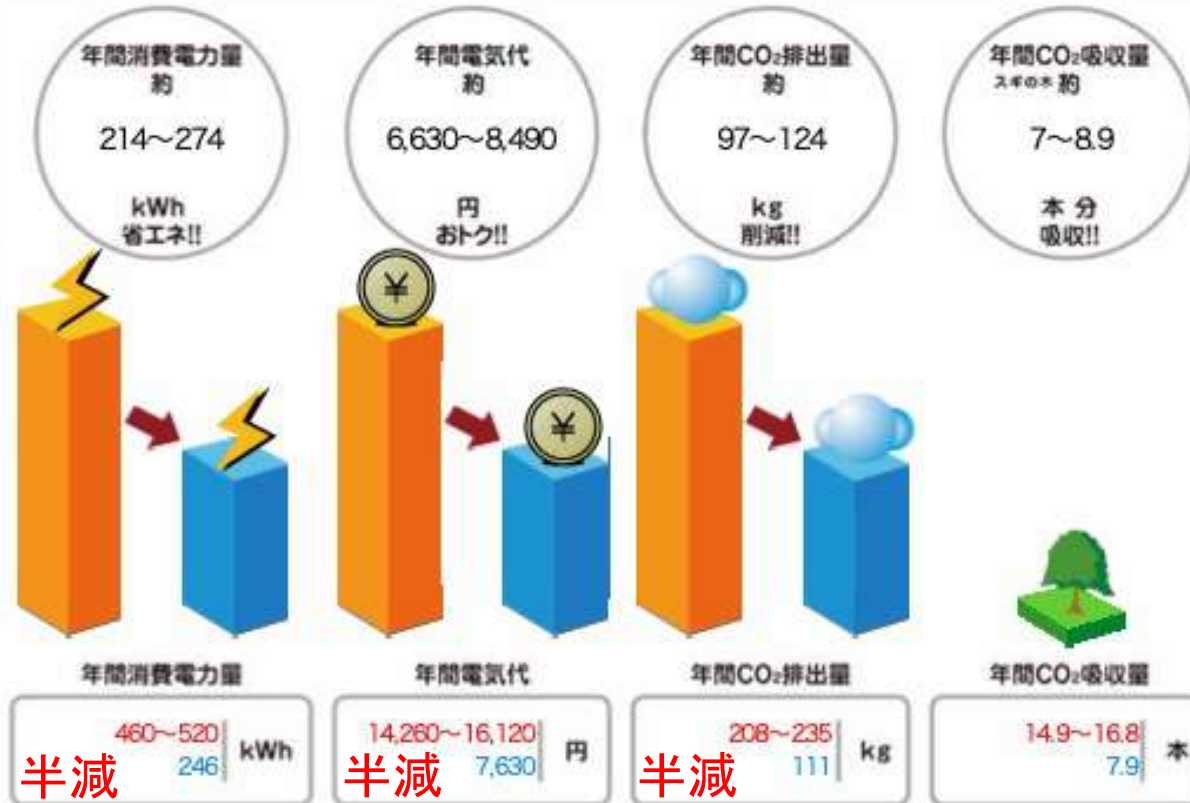 年間消費電力量
約
214〜274
kWh
省エネ!!
年間電気代
約
6,630〜8,490
円
おトク!!
年間CO₂排出量
約
97〜124
kg
削減!!
年間CO₂吸収量
スギの木 約
7〜8.9
本分
吸収!!
¥
¥
年間消費電力量
460〜520
246
kWh
半減
年間電気代
14,260〜16,120
7,630
円
半減
年間CO₂排出量
208〜235
111
kg
半減
年間CO₂吸収量
14.9〜16.8
7.9
本